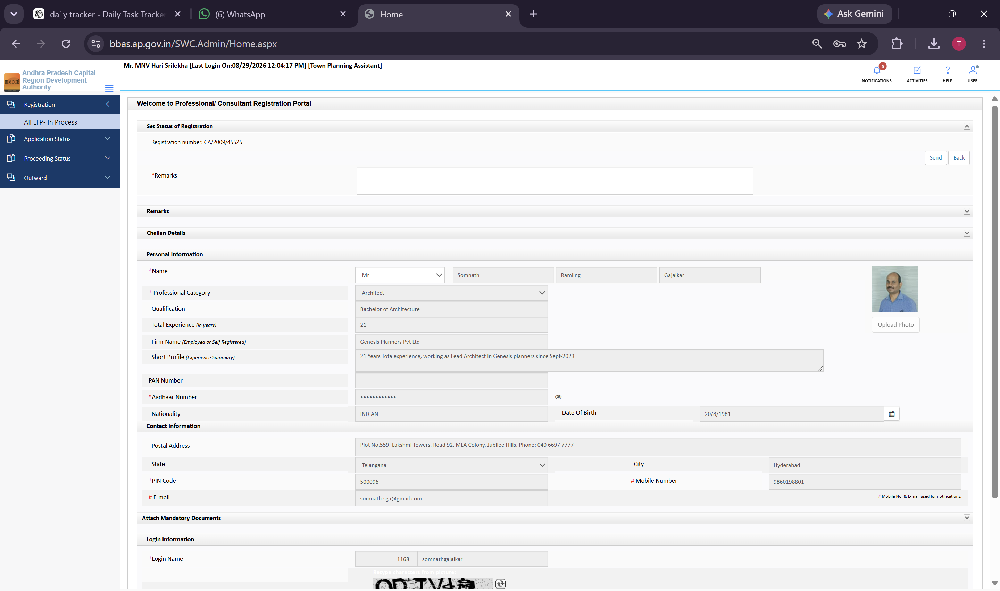 daily tracker - Daily Task Tracker
(6) WhatsApp
Home
Ask Gemini
bbas.ap.gov.in/SWC.Admin/Home.aspx
T
BIMDCR
Andhra Pradesh Capital
Region Development
Authority
Mr. MNV Hari Srilekha [Last Login On:08/29/2026 12:04:17 PM] [Town Planning Assistant]
0
NOTIFICATIONS
ACTIVITIES
HELP
USER
Registration
All LTP- In Process
Application Status
Proceeding Status
Outward
Welcome to Professional/ Consultant Registration Portal
Set Status of Registration
Registration number: CA/2009/45525
Send
Back
*Remarks
Remarks
Challan Details
Personal Information
*Name
Mr
Somnath
Ramling
Gajalkar
* Professional Category
Architect
Qualification
Bachelor of Architecture
Total Experience (in years)
21
Upload Photo
Firm Name (Employed or Self Registered)
Genesis Planners Pvt Ltd
Short Profile (Experience Summary)
21 Years Tota experience, working as Lead Architect in Genesis planners since Sept-2023
PAN Number
*Aadhaar Number
••••••••••••
Nationality
INDIAN
Date Of Birth
20/8/1981
Contact Information
Postal Address
Plot No.559, Lakshmi Towers, Road 92, MLA Colony, Jubilee Hills, Phone: 040 6697 7777
State
Telangana
City
Hyderabad
*PIN Code
500096
# Mobile Number
9860198801
# E-mail
somnath.sga@gmail.com
# Mobile No. & E-mail used for notifications.
Attach Mandatory Documents
Login Information
*Login Name
1168_
somnathgajalkar
Retype characters from picture: